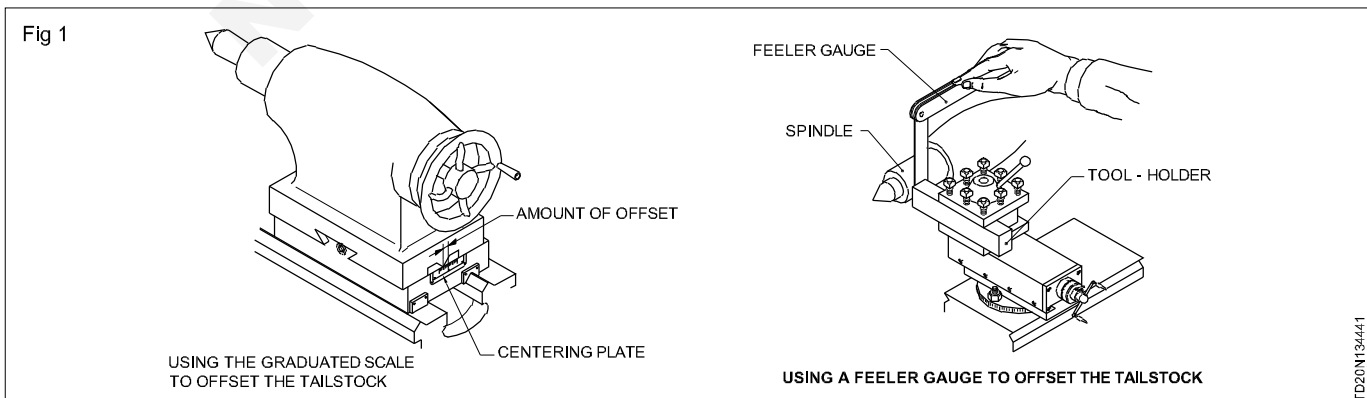 Fig 1
AMOUNT OF OFFSET
CENTERING PLATE
USING THE GRADUATED SCALE
TO OFFSET THE TAILSTOCK
FEELER GAUGE
SPINDLE
TOOL - HOLDER
USING A FEELER GAUGE TO OFFSET THE TAILSTOCK
TD20N134441